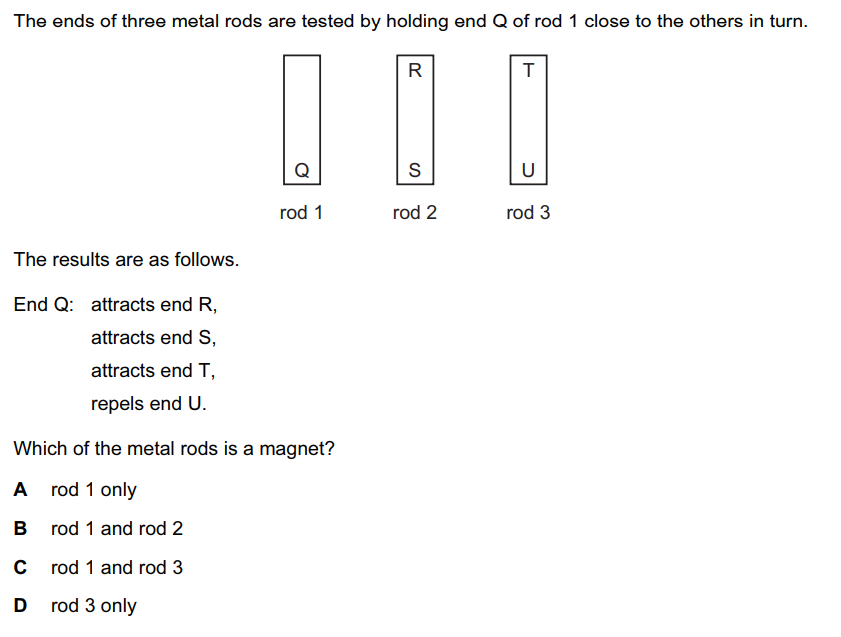 The ends of three metal rods are tested by holding end Q of rod 1 close to the others in turn.
R T
Q S U
rod 1 rod 2 rod 3
The results are as follows.
End Q: attracts end R,
attracts end S,
attracts end T,
repels end U.
Which of the metal rods is a magnet?
A rod 1 only
B rod 1 and rod 2
C rod 1 and rod 3
D rod 3 only